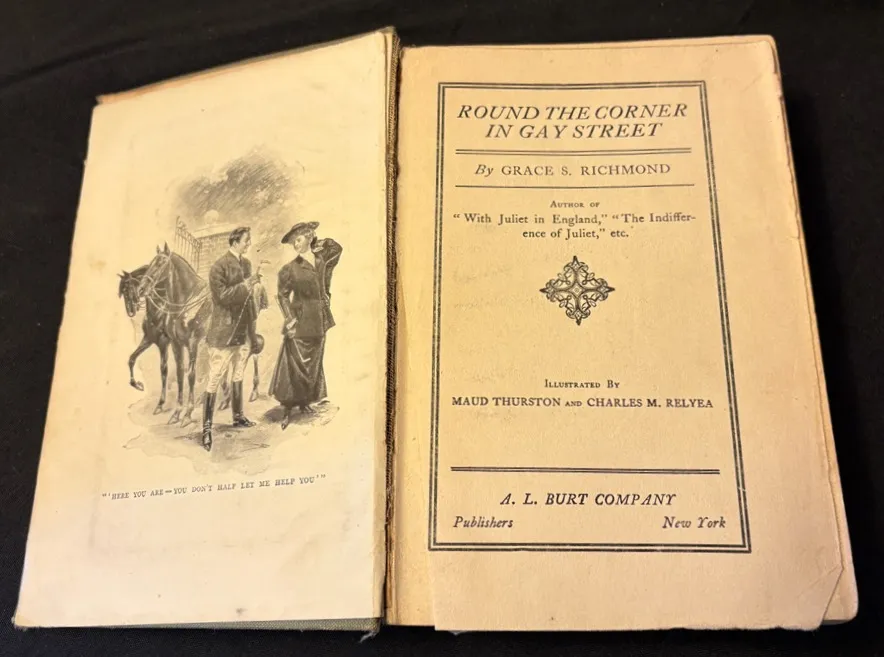 "'HERE YOU ARE—YOU DON'T HALF LET ME HELP YOU'"
ROUND THE CORNER
IN GAY STREET
By GRACE S. RICHMOND
AUTHOR OF
"With Juliet in England," "The Indiffer-
ence of Juliet," etc.
ILLUSTRATED BY
MAUD THURSTON AND CHARLES M. RELYEA
A. L. BURT COMPANY
Publishers New York